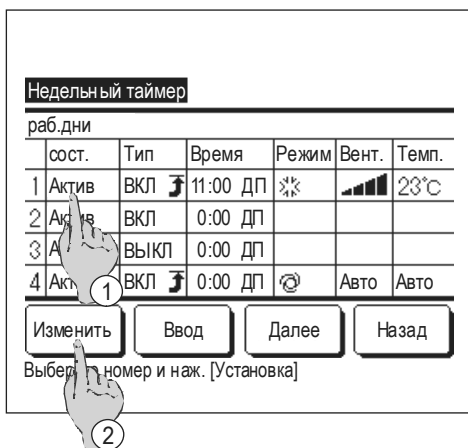 Недельный таймер
раб.дни
сост. Тип Время Режим Вент. Темп.
1 Актив ВКЛ 11:00 ДП 23°C
2 ВКЛ 0:00 ДП
3 ВЫКЛ 0:00 ДП
4 ВКЛ 0:00 ДП Авто Авто
1
Изменить Ввод Далее Назад
номер и наж. [Установка]
2